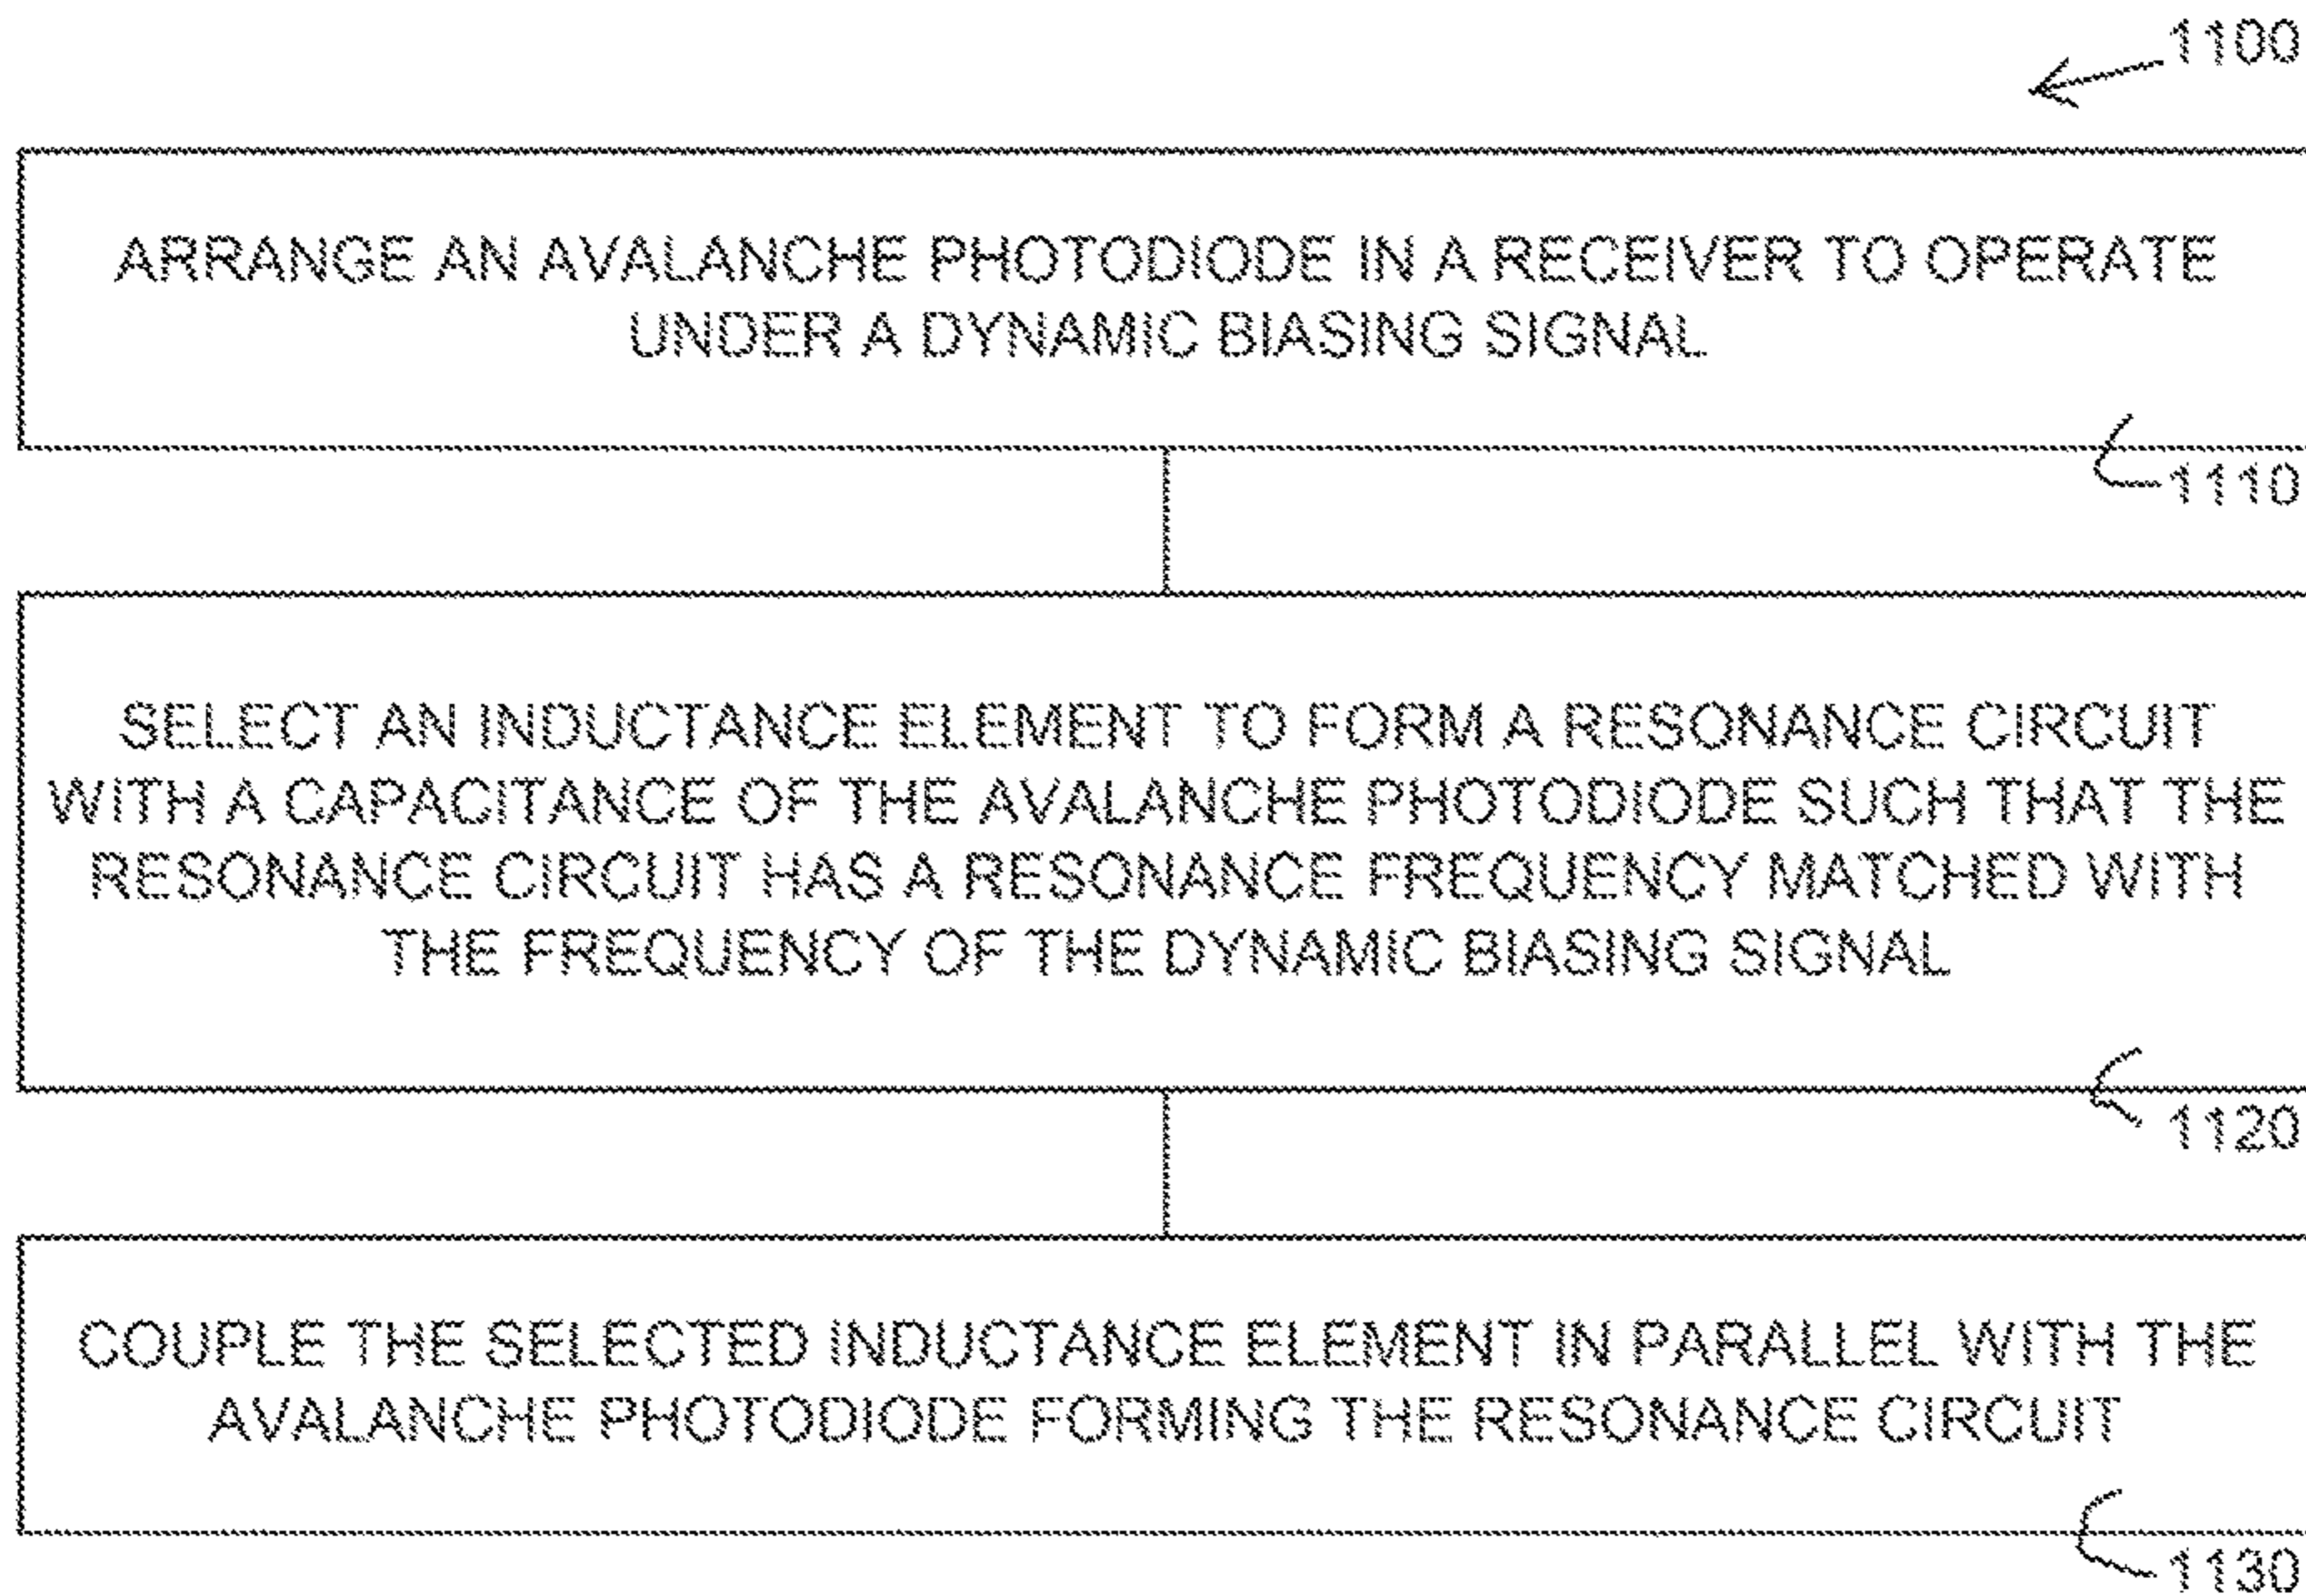 1100
ARRANGE AN AVALANCHE PHOTODIODE IN A RECEIVER TO OPERATE
UNDER A DYNAMIC BIASING SIGNAL
1110
SELECT AN INDUCTANCE ELEMENT TO FORM A RESONANCE CIRCUIT
WITH A CAPACITANCE OF THE AVALANCHE PHOTODIODE SUCH THAT THE
RESONANCE CIRCUIT HAS A RESONANCE FREQUENCY MATCHED WITH
THE FREQUENCY OF THE DYNAMIC BIASING SIGNAL
1120
COUPLE THE SELECTED INDUCTANCE ELEMENT IN PARALLEL WITH THE
AVALANCHE PHOTODIODE FORMING THE RESONANCE CIRCUIT
1130